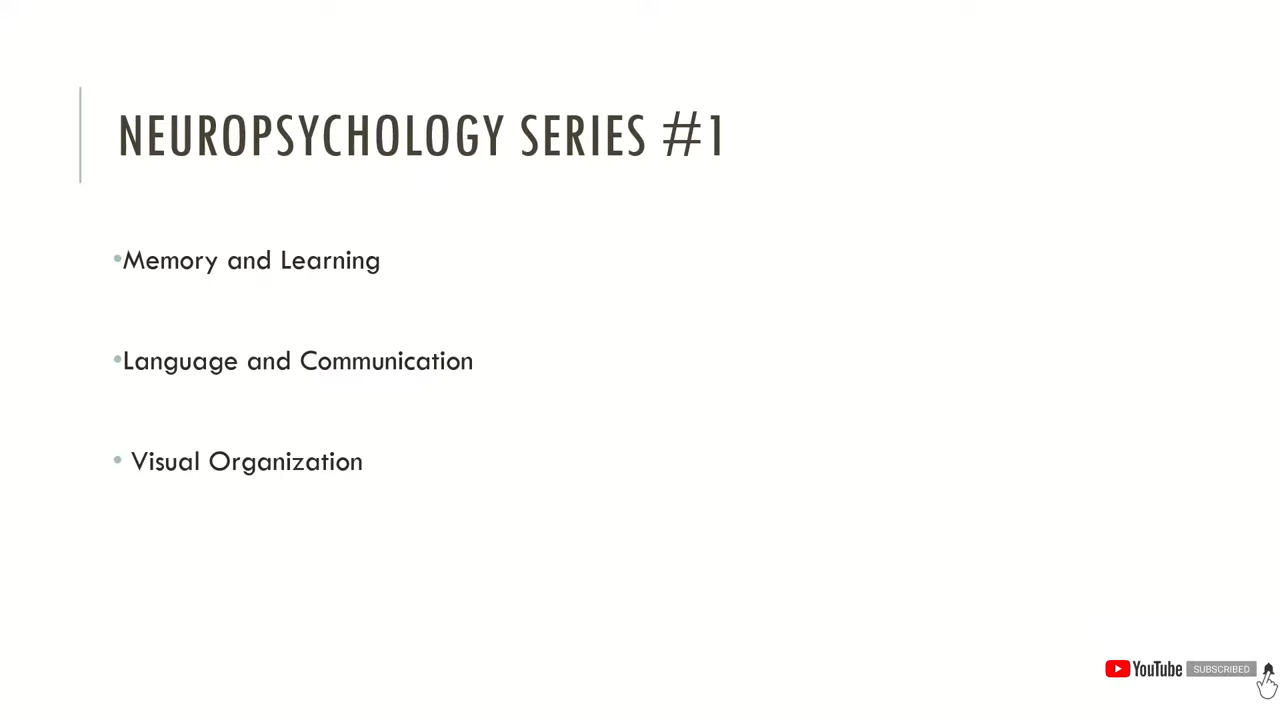 NEUROPSYCHOLOGY SERIES #1
•Memory and Learning
•Language and Communication
• Visual Organization
YouTube SUBSCRIBED